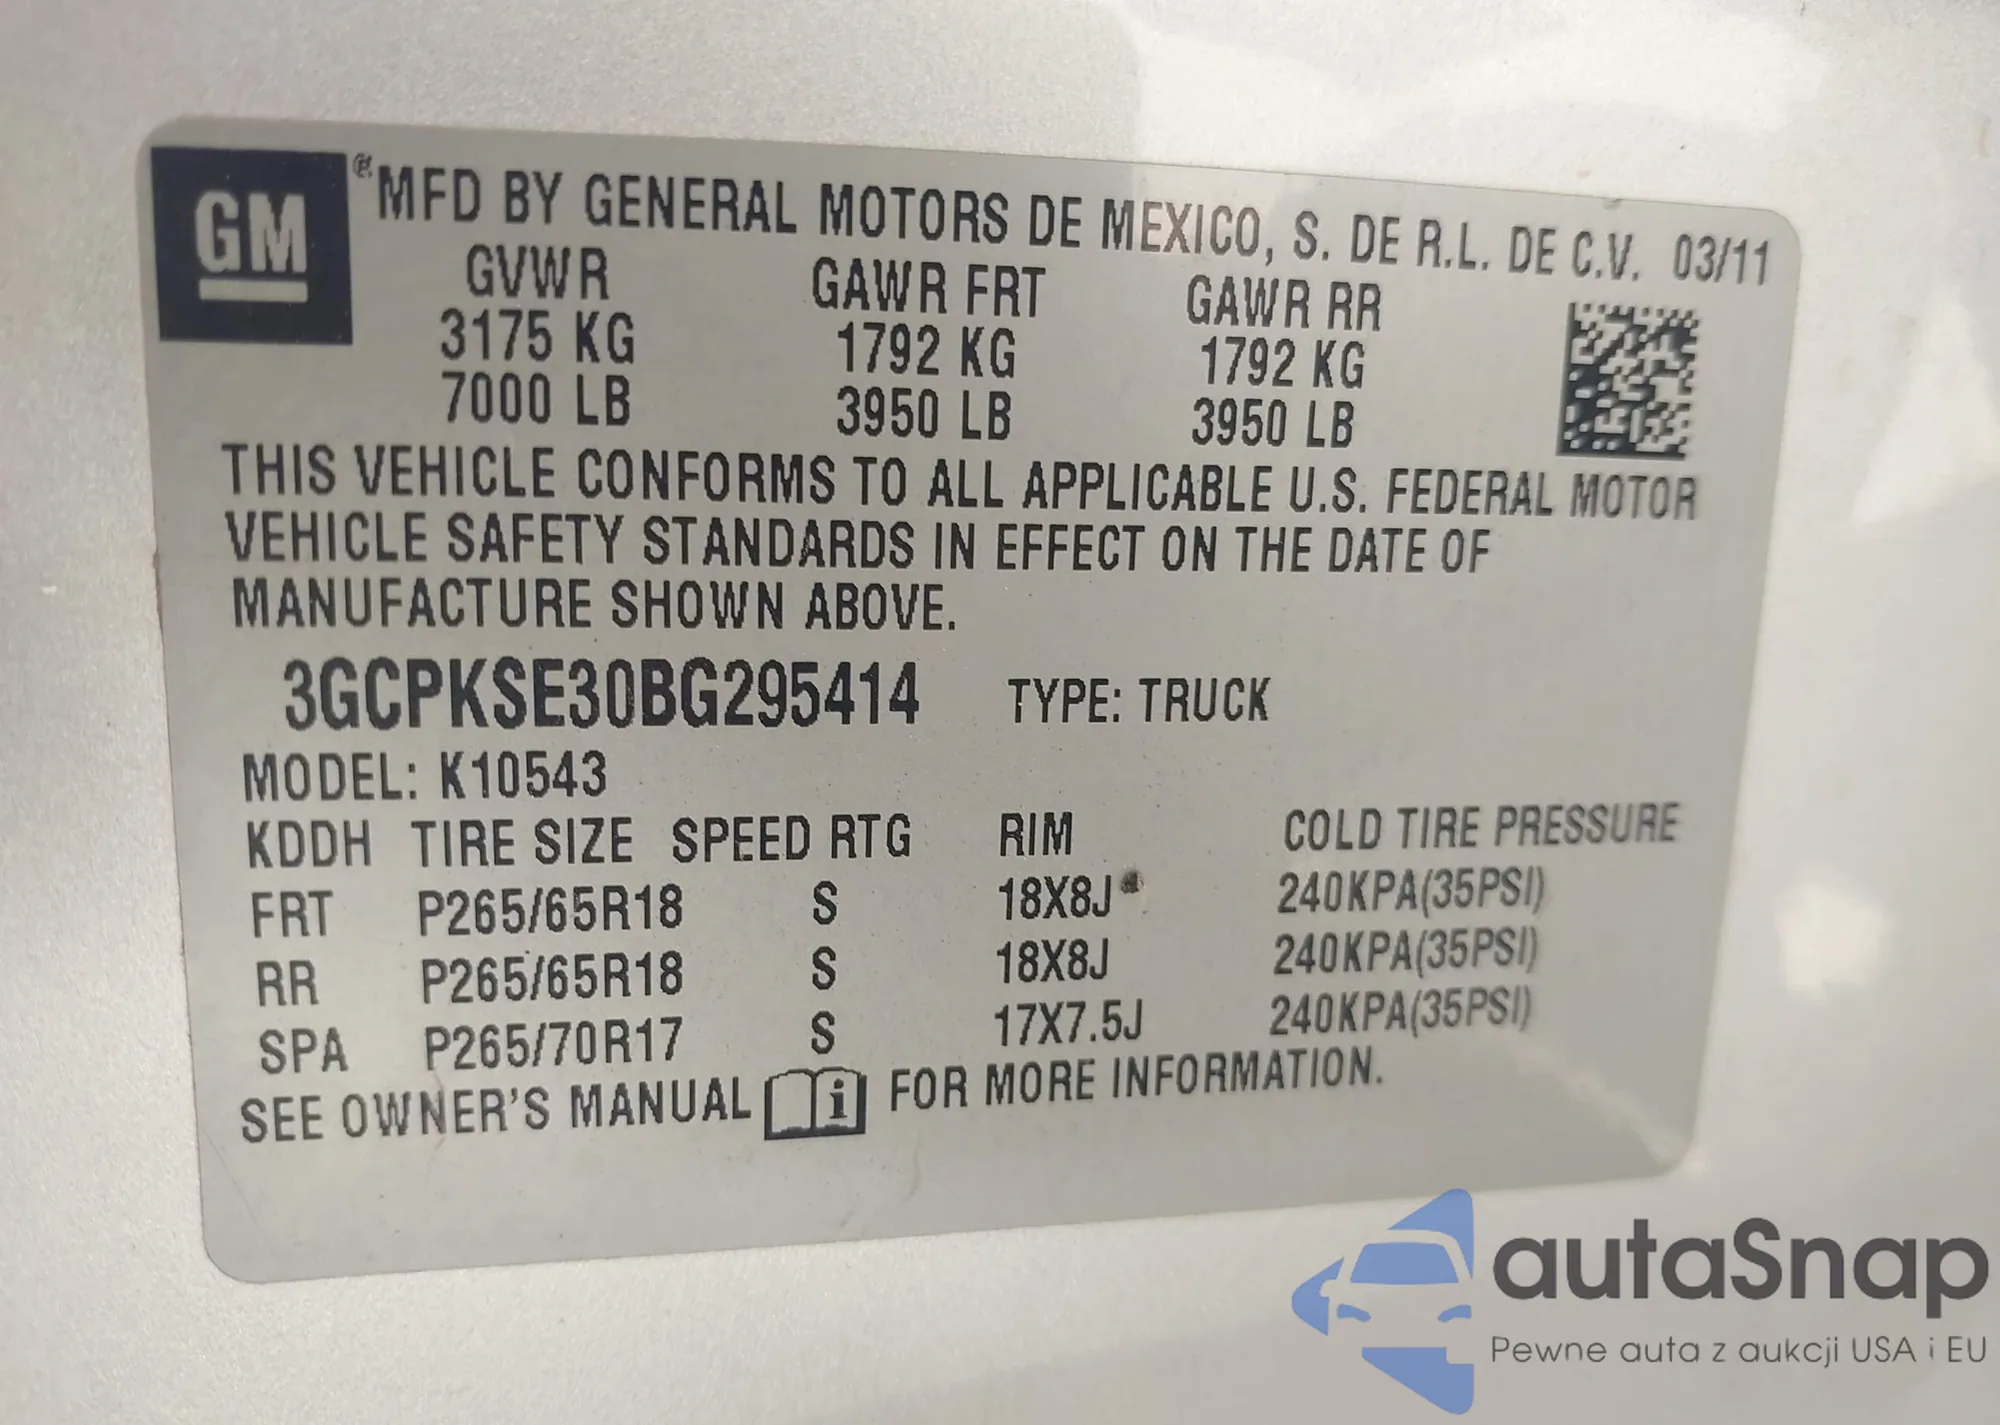 GM
® MFD BY GENERAL MOTORS DE MEXICO, S. DE R.L. DE C.V. 03/11
GVWR GAWR FRT GAWR RR
3175 KG 1792 KG 1792 KG
7000 LB 3950 LB 3950 LB
THIS VEHICLE CONFORMS TO ALL APPLICABLE U.S. FEDERAL MOTOR
VEHICLE SAFETY STANDARDS IN EFFECT ON THE DATE OF
MANUFACTURE SHOWN ABOVE.
3GCPKSE30BG295414 TYPE: TRUCK
MODEL: K10543
KDDH TIRE SIZE SPEED RTG RIM COLD TIRE PRESSURE
FRT P265/65R18 S 18X8J 240KPA(35PSI)
RR P265/65R18 S 18X8J 240KPA(35PSI)
SPA P265/70R17 S 17X7.5J 240KPA(35PSI)
SEE OWNER'S MANUAL i FOR MORE INFORMATION.
autaSnap
Pewne auta z aukcji USA i EU